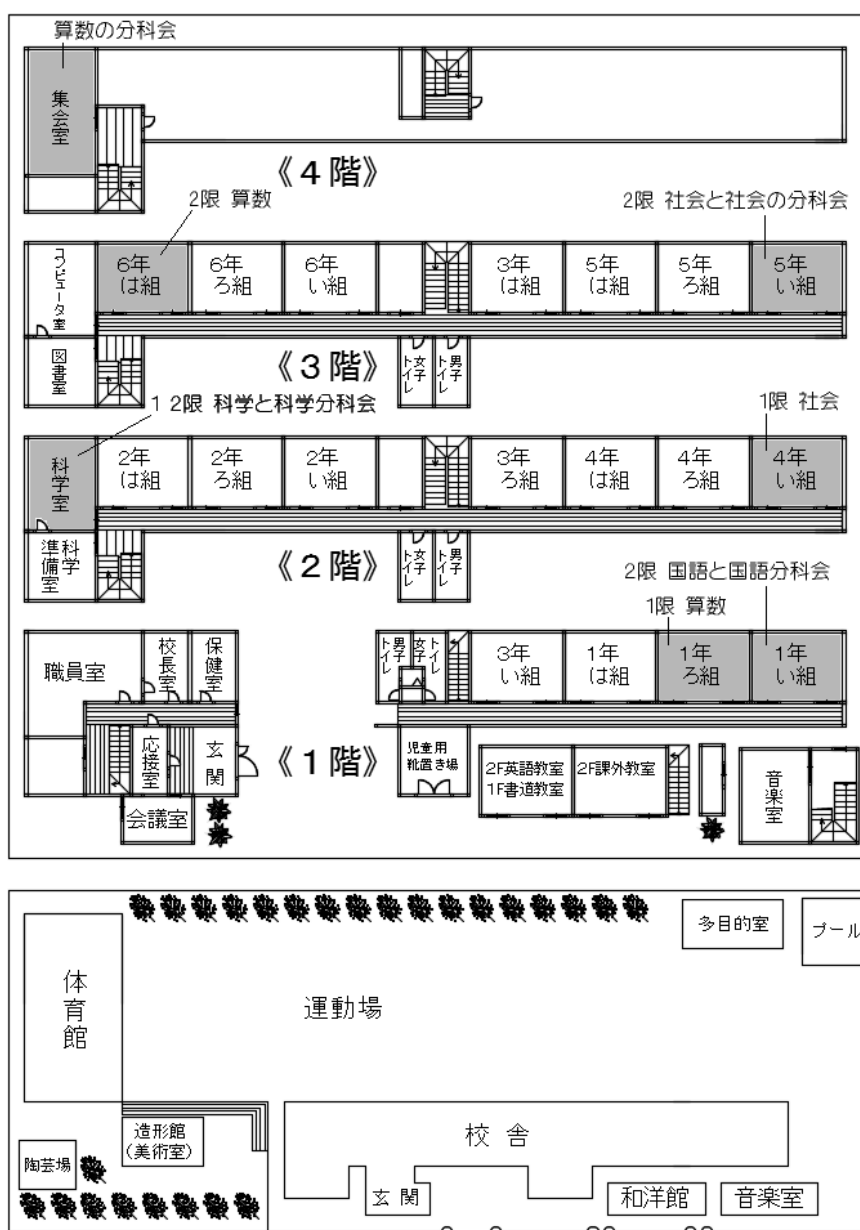 算数の分科会
集会室
《4階》
2限 算数
2限 社会と社会の分科会
コンピュータ室
6年
は組
6年
ろ組
6年
い組
3年
は組
5年
は組
5年
ろ組
5年
い組
図書室
《3階》
女子トイレ
男子トイレ
1 2限 科学と科学分科会
1限 社会
科学室
2年
は組
2年
ろ組
2年
い組
3年
ろ組
4年
は組
4年
ろ組
4年
い組
科学
準備室
《2階》
女子トイレ
男子トイレ
2限 国語と国語分科会
1限 算数
職員室
校長室
保健室
男子トイレ
女子トイレ
3年
い組
1年
は組
1年
ろ組
1年
い組
応接室
玄関
《1階》
児童用
靴置き場
2F英語教室
1F書道教室
2F課外教室
音楽室
会議室
多目的室
プール
体育館
運動場
造形館
(美術室)
校舎
陶芸場
玄関
和洋館
音楽室